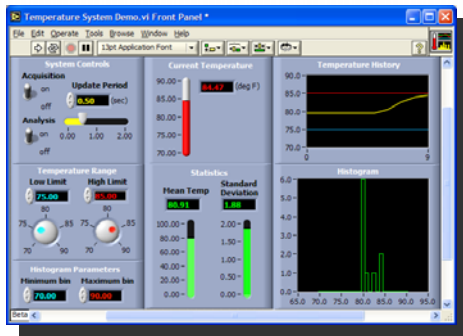 Temperature System Demo.vi Front Panel *
File Edit Operate Tools Browse Window Help
13pt Application Font
System Controls
Acquisition
on
off
Update Period
0.50 (sec)
Analysis
on
off
0.00 1.00 2.00
Current Temperature
(deg F)
90.00
85.00
80.00
75.00
70.00
Temperature History
90.0
85.0
80.0
75.0
70.0
0 9
Temperature Range
Low Limit High Limit
75.00 85.00
80 80
75 85 75 85
70 90 70 90
Histogram Parameters
Minimum bin Maximum bin
70.00 90.00
Statistics
Mean Temp
Standard
Deviation
80.91 1.88
100.00
80.00
60.00
40.00
20.00
0.00
2.00
1.50
1.00
0.50
0.00
Histogram
6.0
5.0
4.0
3.0
2.0
1.0
0.0
65.0 70.0 75.0 80.0 85.0 90.0 95.0
Beta